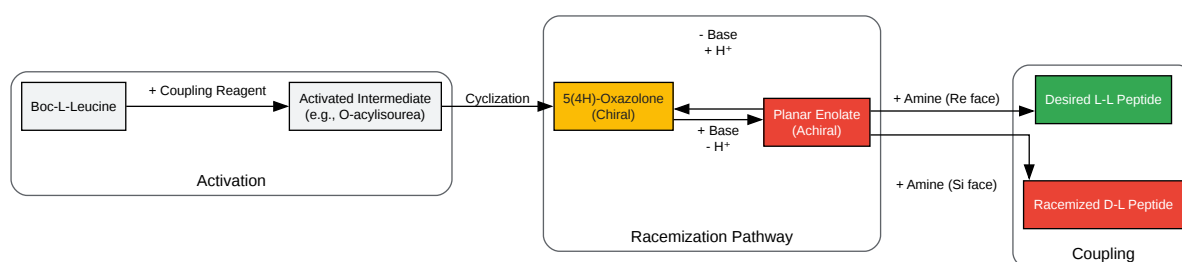 - Base
+ H⁺
+ Coupling Reagent
Boc-L-Leucine
Activated Intermediate
(e.g., O-acylisourea)
Cyclization
5(4H)-Oxazolone
(Chiral)
+ Base
- H⁺
Planar Enolate
(Achiral)
+ Amine (Re face)
Desired L-L Peptide
+ Amine (Si face)
Racemized D-L Peptide
Activation
Racemization Pathway
Coupling